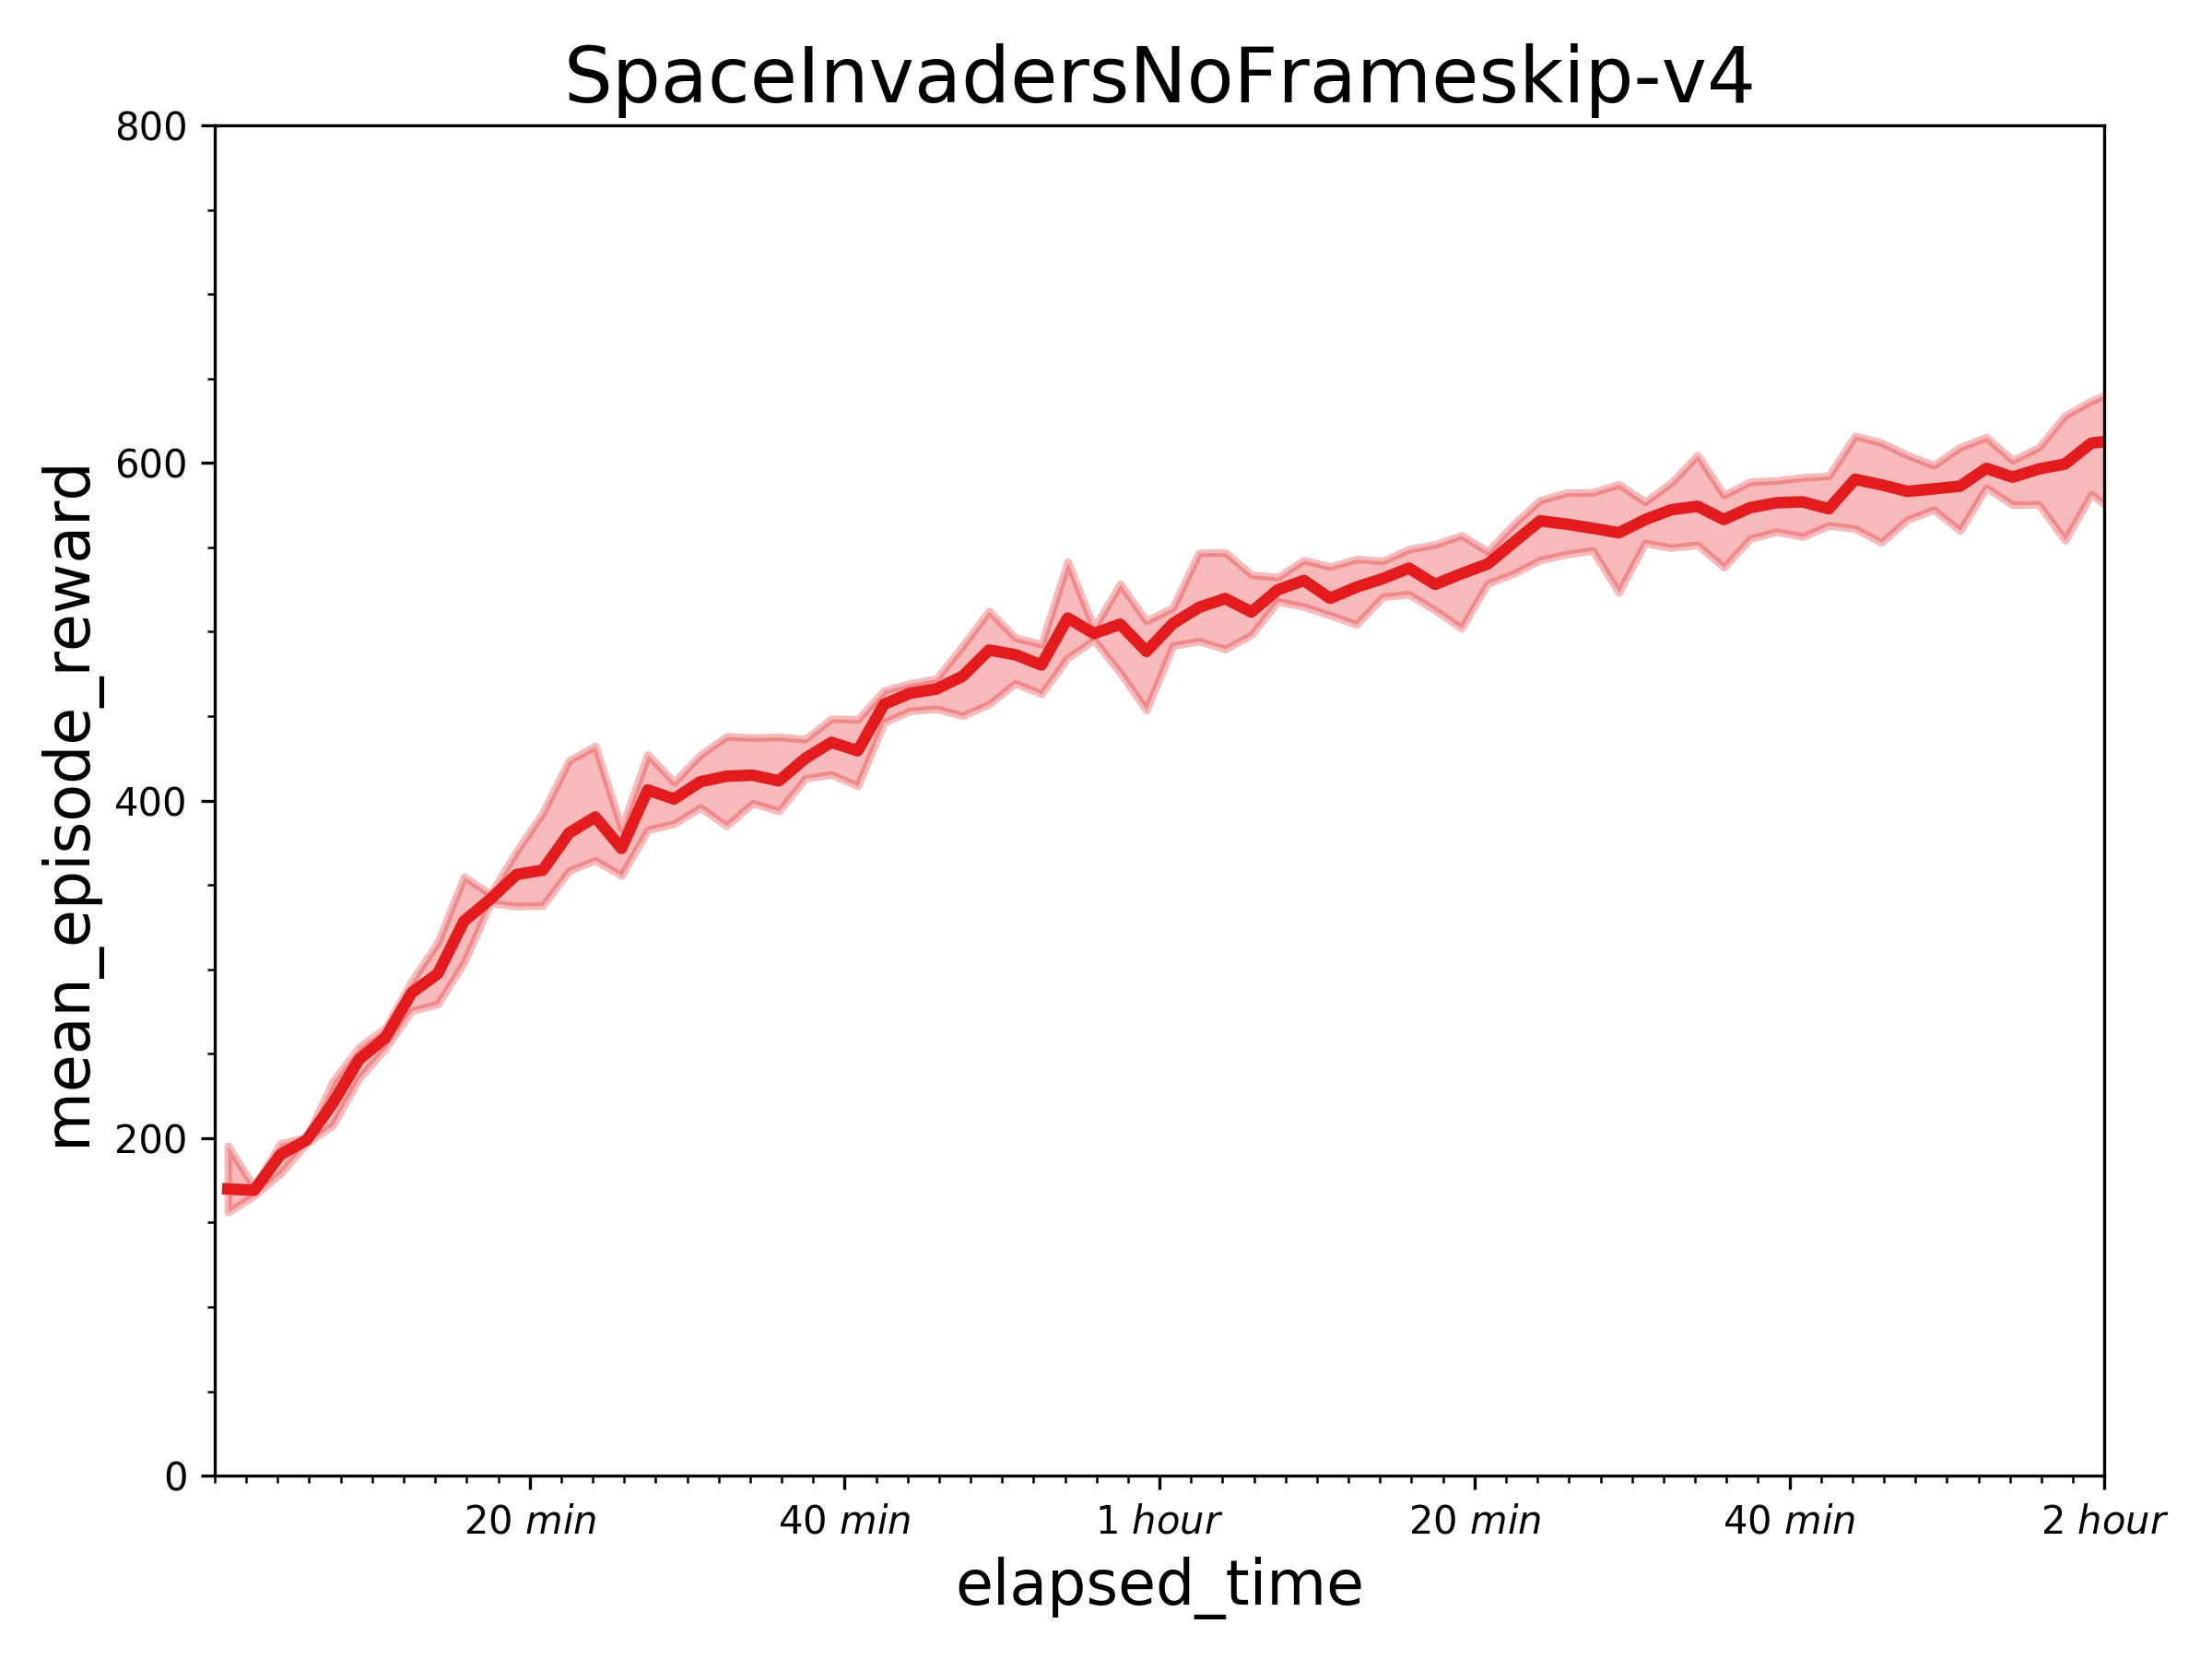 SpaceInvadersNoFrameskip-v4
800
600
400
200
0
mean_episode_reward
20 min
40 min
1 hour
20 min
40 min
2 hour
elapsed_time